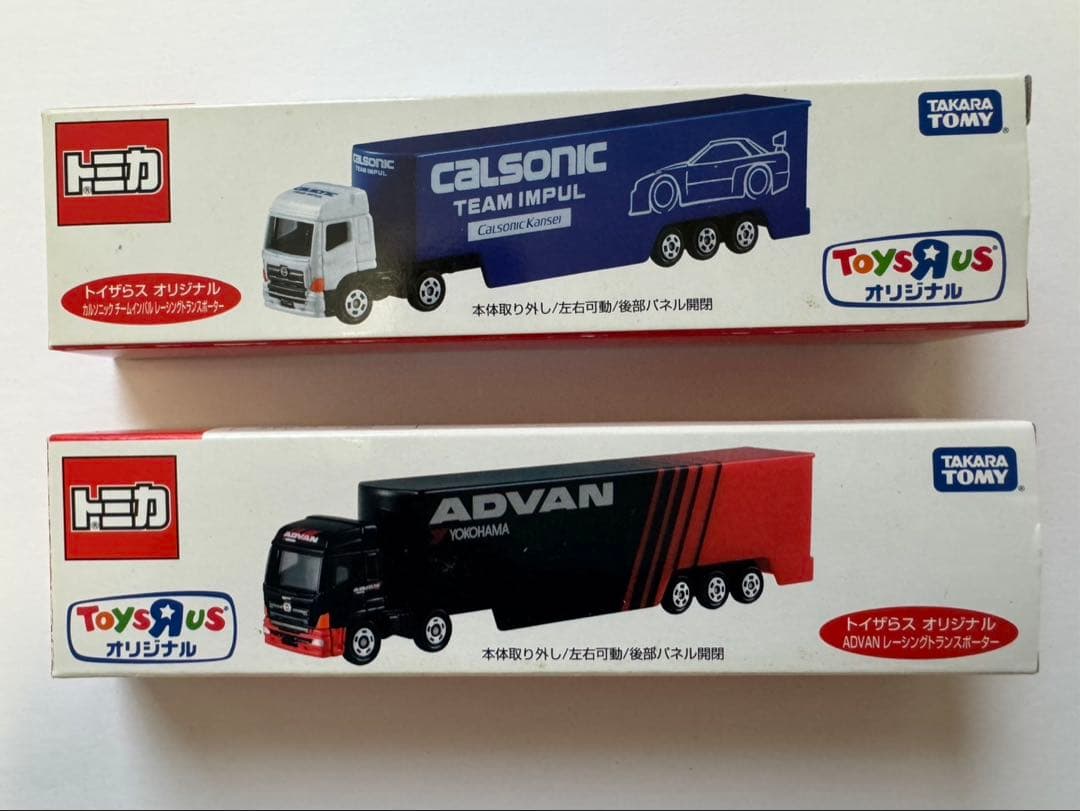 トミカ
®
CALSONIC
TEAM IMPUL
CALSONIC
TEAM IMPUL
CALSONIC KANSEI
TAKARA
TOMY®
トイザらス オリジナル
カルソニック チームインパル レーシングトランスポーター
本体取り外し/左右可動/後部パネル開閉
TOYSRUS®
オリジナル
トミカ
®
ADVAN
ADVAN
YOKOHAMA
TAKARA
TOMY®
TOYSRUS®
オリジナル
本体取り外し/左右可動/後部パネル開閉
トイザらス オリジナル
ADVAN レーシングトランスポーター